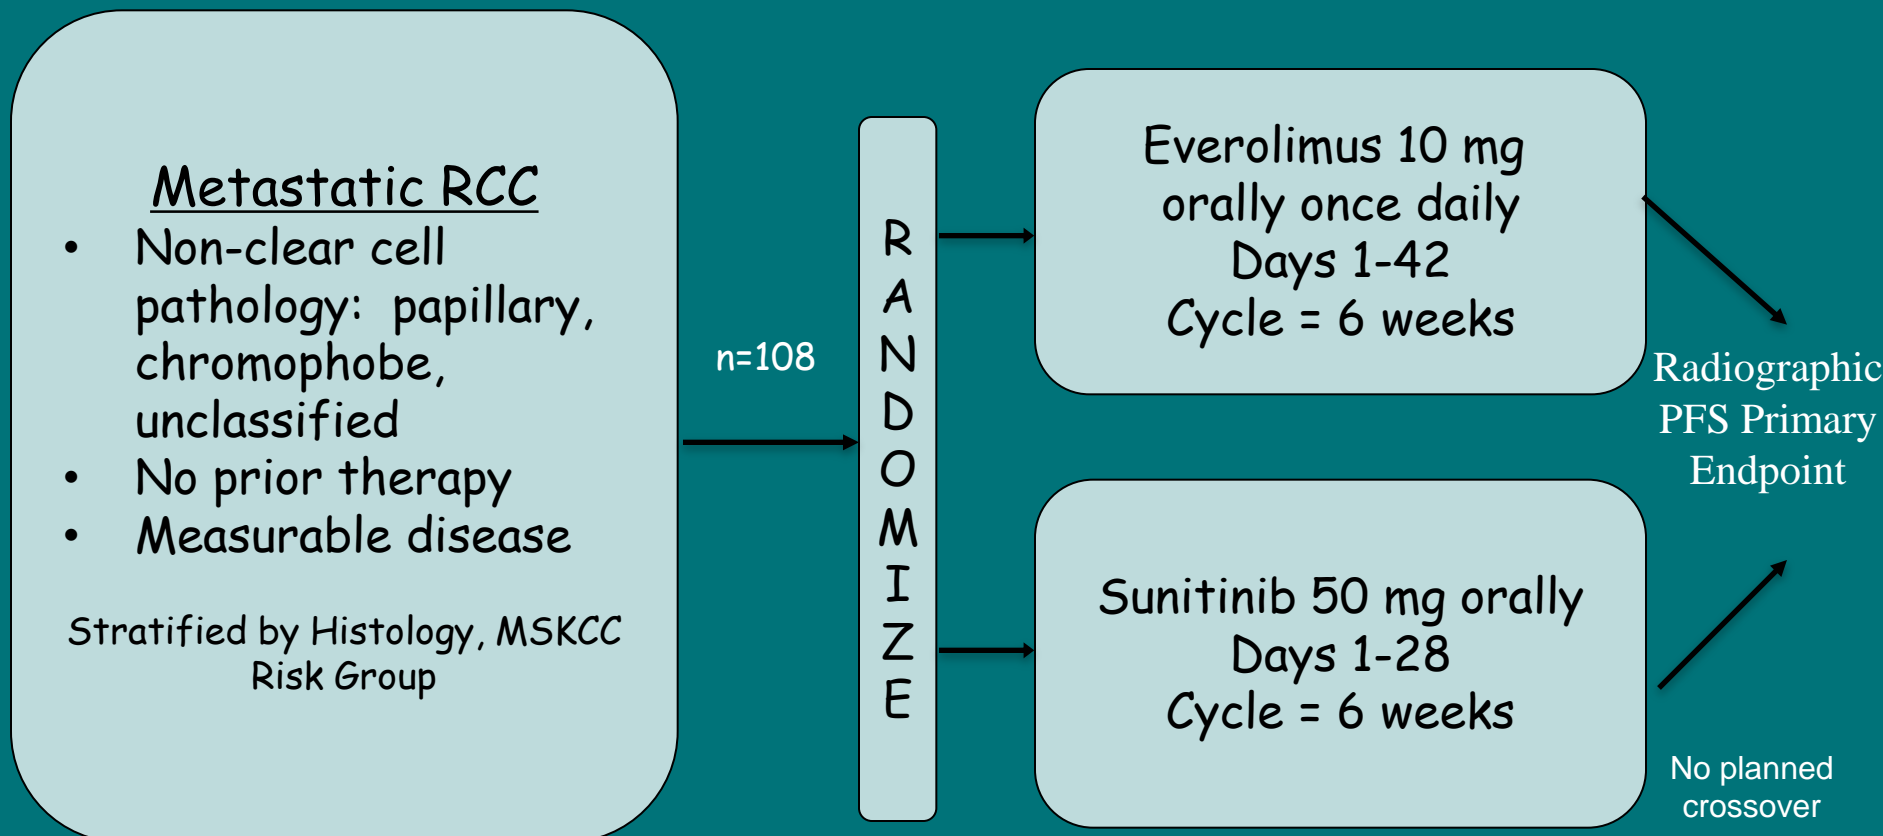 Metastatic RCC
• Non-clear cell
pathology:  papillary,
chromophobe,
unclassified
• No prior therapy
• Measurable disease
Stratified by Histology, MSKCC
Risk Group
n=108
R
A
N
D
O
M
I
Z
E
Everolimus 10 mg
orally once daily
Days 1-42
Cycle = 6 weeks
Sunitinib 50 mg orally
Days 1-28
Cycle = 6 weeks
Radiographic
PFS Primary
Endpoint
No planned
crossover